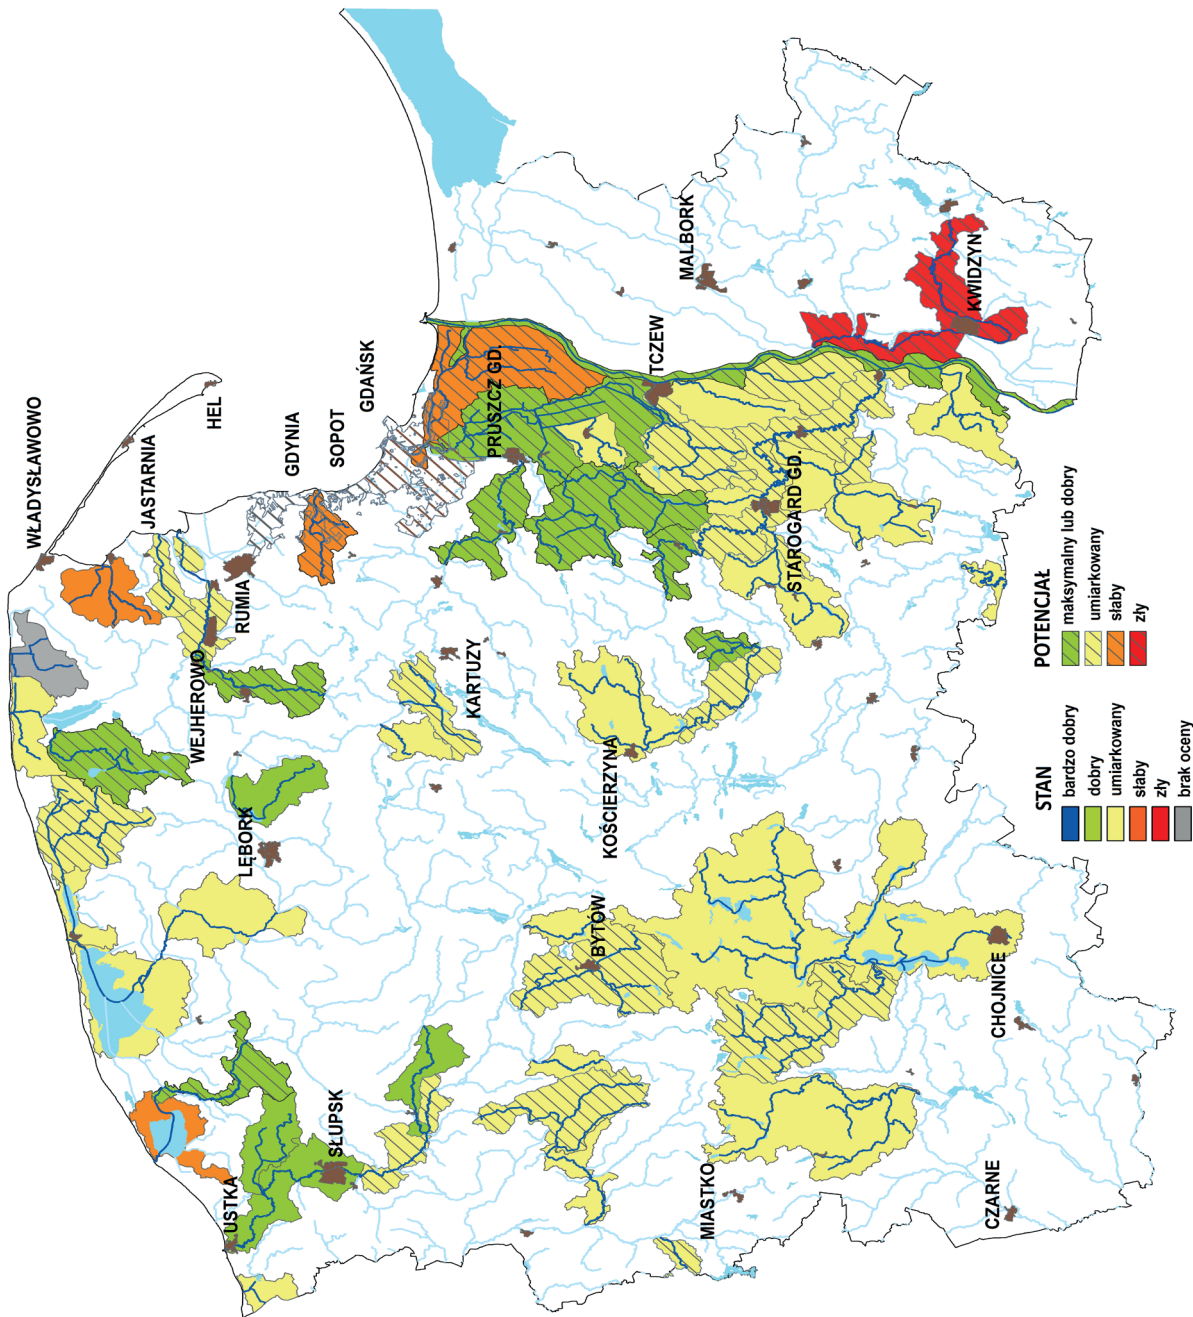 WŁADYSŁAWOWO
JASTARNIA
HEL
GDYNIA
SOPOT
GDAŃSK
RUMIA
WEJHEROWO
PRUSZCZ GD.
LĘBORK
KARTUZY
TCZEW
MALBORK
USTKA
SŁUPSK
KOŚCIERZYNA
STAROGARD GD.
KWIDZYN
BYTÓW
MIASTKO
CHOJNICE
CZARNE
STAN
bardzo dobry
dobry
umiarkowany
słaby
zły
brak oceny
POTENCJAŁ
maksymalny lub dobry
umiarkowany
słaby
zły